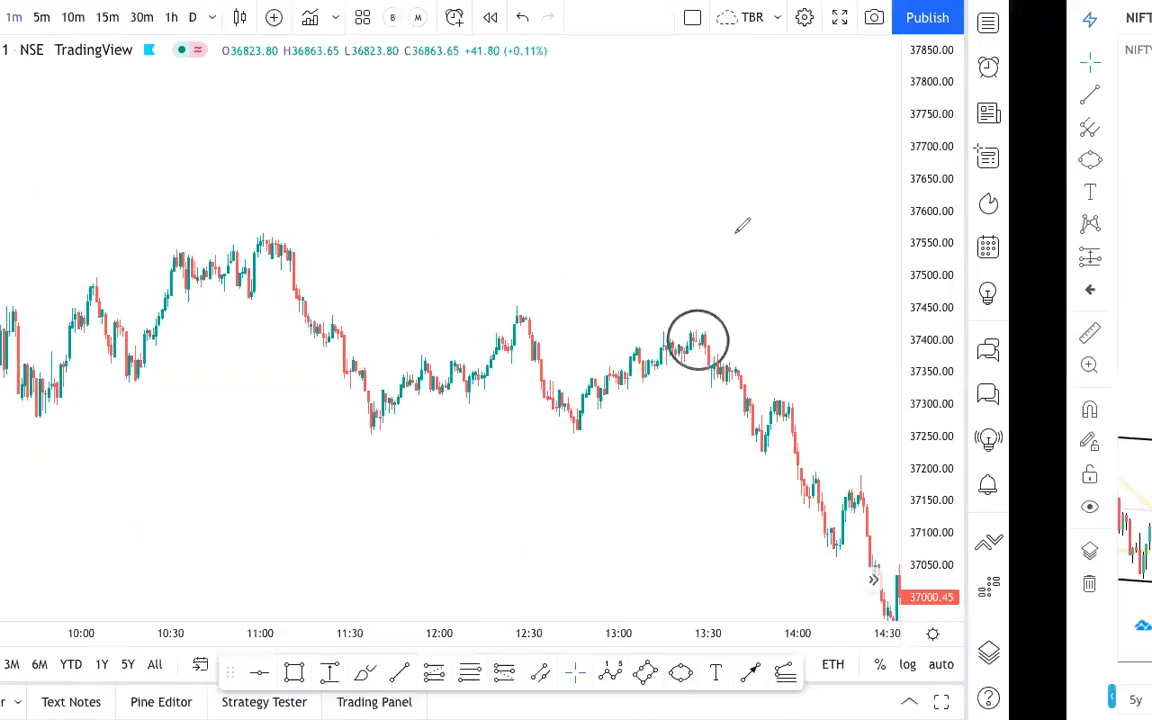 1m 5m 10m 15m 30m 1h D B M TBR Publish
1 · NSE TradingView O36823.80 H36863.65 L36823.80 C36863.65 +41.80 (+0.11%)
37850.00
37800.00
37750.00
37700.00
37650.00
37600.00
37550.00
37500.00
37450.00
37400.00
37350.00
37300.00
37250.00
37200.00
37150.00
37100.00
37050.00
37000.45
10:00 10:30 11:00 11:30 12:00 12:30 13:00 13:30 14:00 14:30
3M 6M YTD 1Y 5Y All ETH % log auto
Text Notes Pine Editor Strategy Tester Trading Panel
NIFT
NIFTY
T
5y